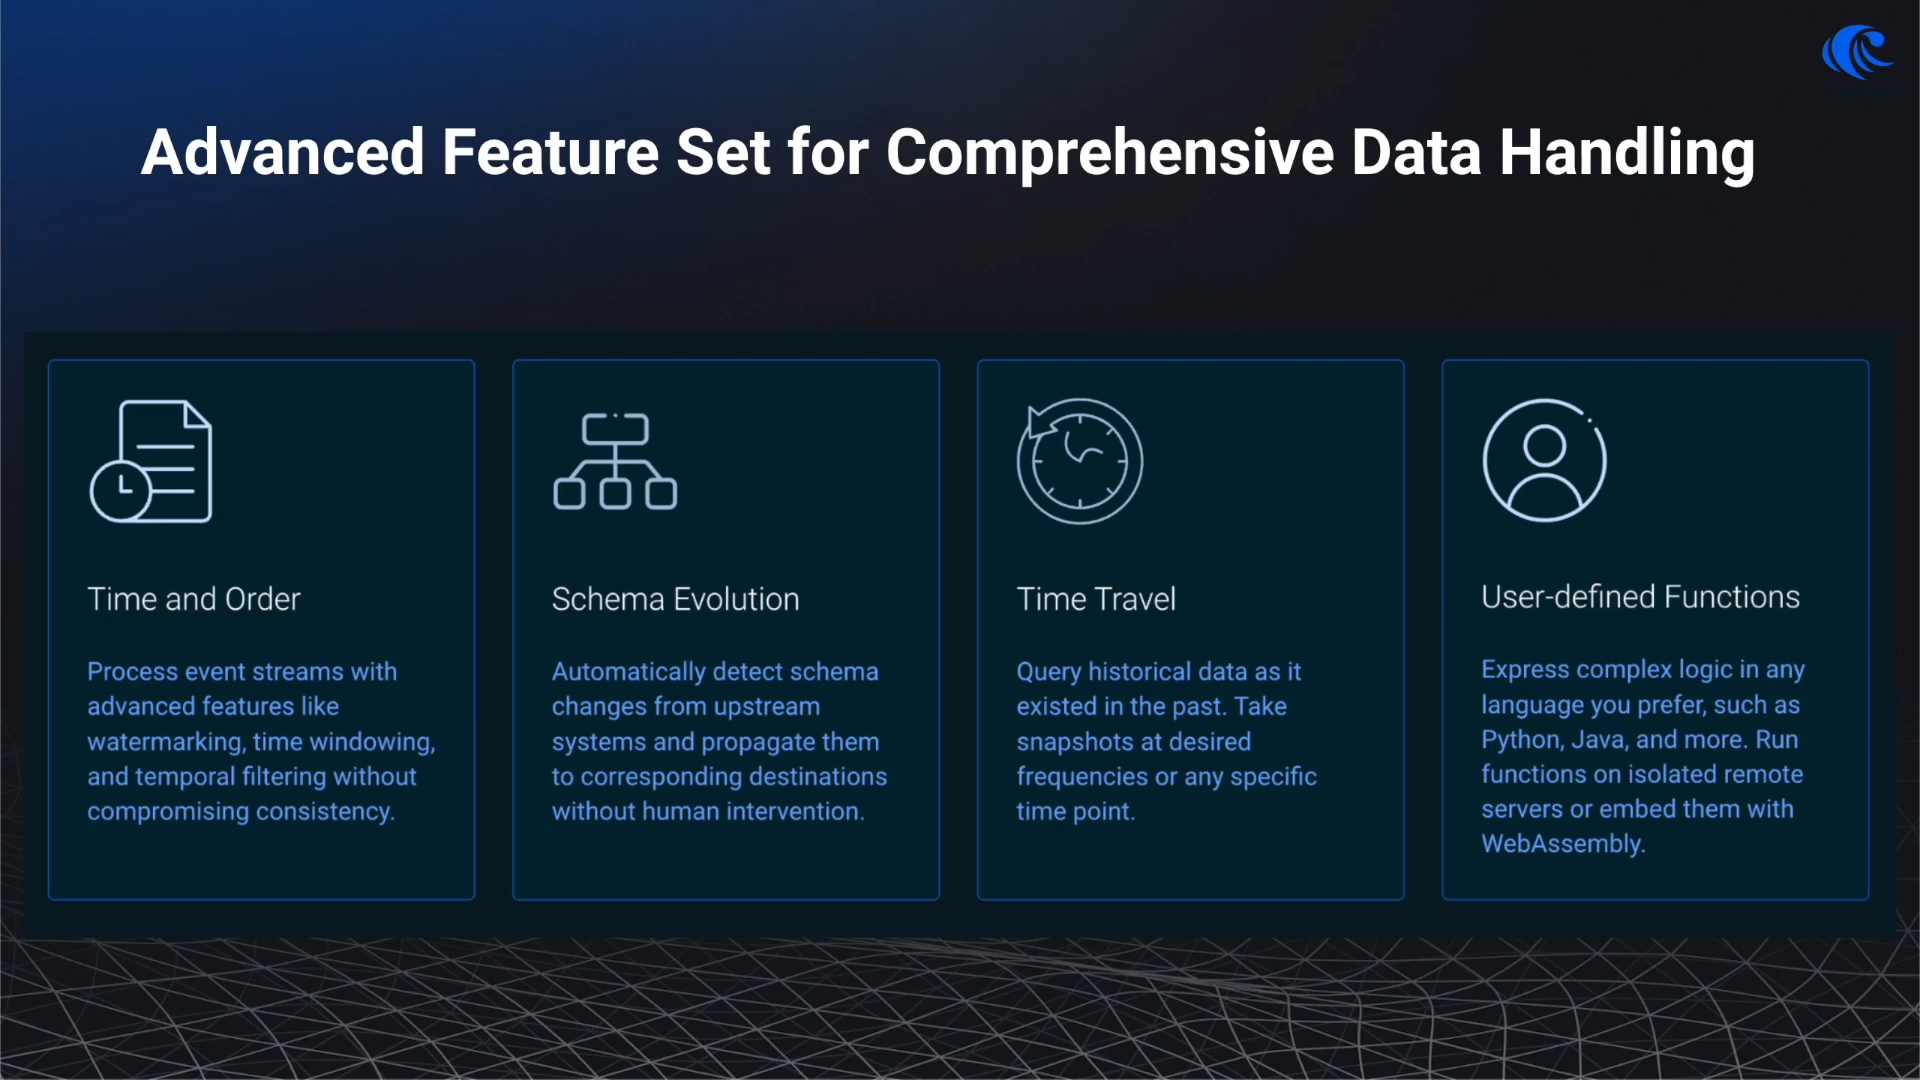 Advanced Feature Set for Comprehensive Data Handling
Time and Order
Process event streams with
advanced features like
watermarking, time windowing,
and temporal filtering without
compromising consistency.
Schema Evolution
Automatically detect schema
changes from upstream
systems and propagate them
to corresponding destinations
without human intervention.
Time Travel
Query historical data as it
existed in the past. Take
snapshots at desired
frequencies or any specific
time point.
User-defined Functions
Express complex logic in any
language you prefer, such as
Python, Java, and more. Run
functions on isolated remote
servers or embed them with
WebAssembly.